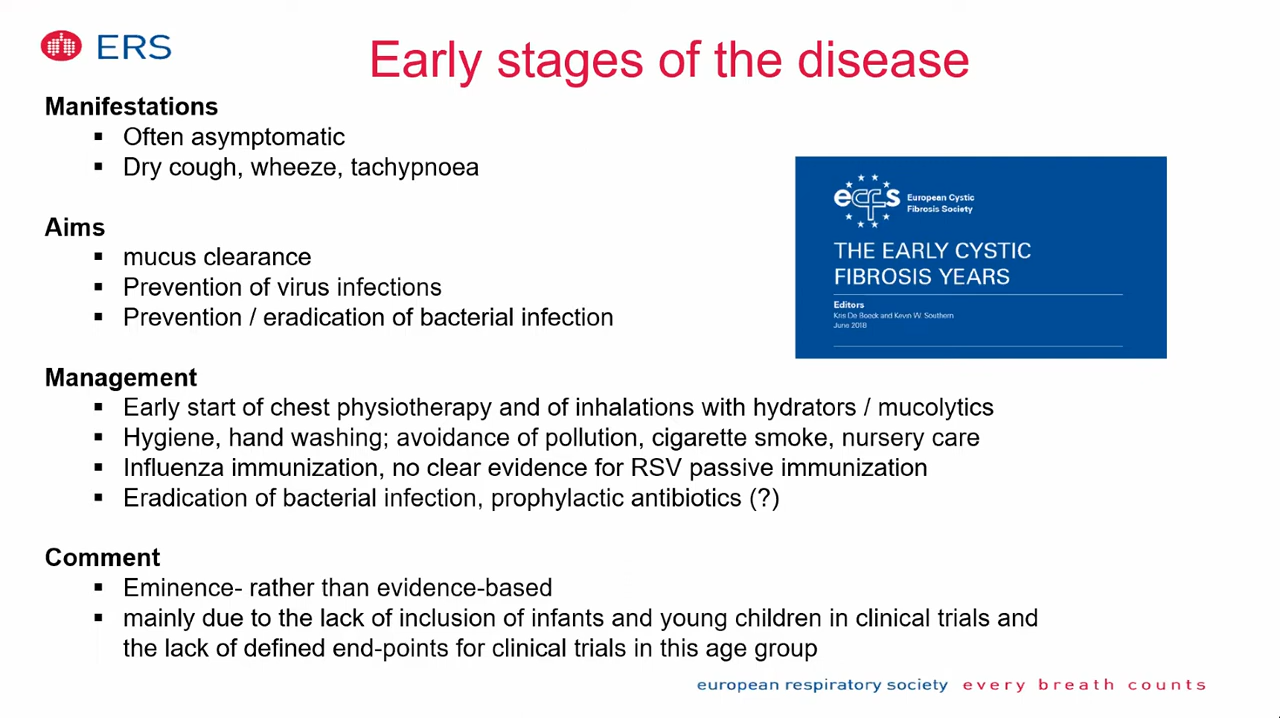 ERS
Early stages of the disease
Manifestations
▪ Often asymptomatic
▪ Dry cough, wheeze, tachypnoea
Aims
▪ mucus clearance
▪ Prevention of virus infections
▪ Prevention / eradication of bacterial infection
ecfs European Cystic
Fibrosis Society
THE EARLY CYSTIC
FIBROSIS YEARS
Editors
Kris De Boeck and Kevin W. Southern
June 2018
Management
▪ Early start of chest physiotherapy and of inhalations with hydrators / mucolytics
▪ Hygiene, hand washing; avoidance of pollution, cigarette smoke, nursery care
▪ Influenza immunization, no clear evidence for RSV passive immunization
▪ Eradication of bacterial infection, prophylactic antibiotics (?)
Comment
▪ Eminence- rather than evidence-based
▪ mainly due to the lack of inclusion of infants and young children in clinical trials and
the lack of defined end-points for clinical trials in this age group
european respiratory society every breath counts